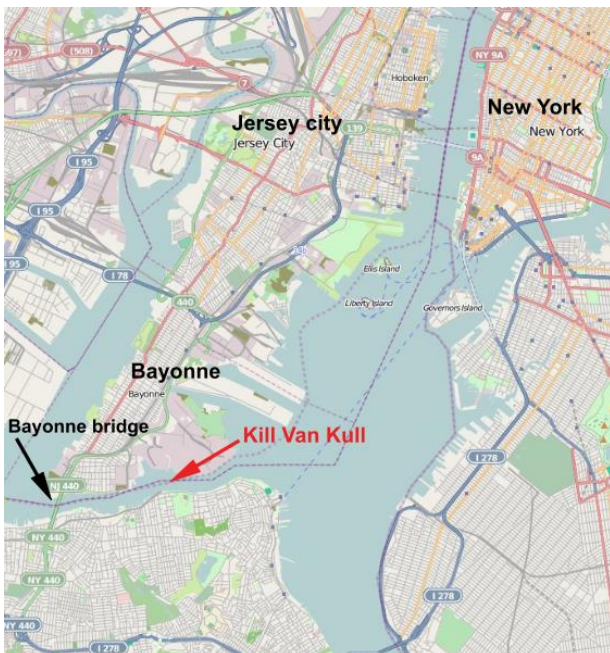 (508)
NY 9A
Hoboken
7
New York
Jersey city
New York
139
Jersey City
9A
I 95
I 95
I 95
I 78
Ellis Island
Liberty Island
Governors Island
440
Bayonne
Bayonne
Bayonne bridge
Kill Van Kull
I 278
NJ 440
NY 440
NY 440
I 278
NY 440
I 278